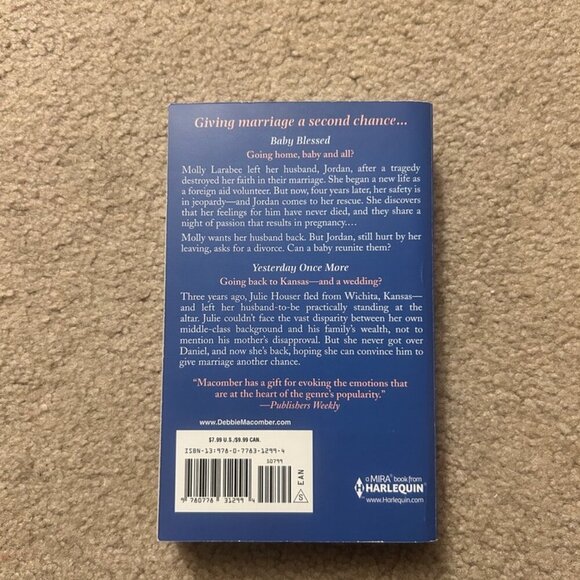 Giving marriage a second chance...
Baby Blessed
Going home, baby and all?
Molly Larabee left her husband, Jordan, after a tragedy
destroyed her faith in their marriage. She began a new life as
a foreign aid volunteer. But now, four years later, her safety is
in jeopardy—and Jordan comes to her rescue. She discovers
that her feelings for him have never died, and they share a
night of passion that results in pregnancy....
Molly wants her husband back. But Jordan, still hurt by her
leaving, asks for a divorce. Can a baby reunite them?
Yesterday Once More
Going back to Kansas—and a wedding?
Three years ago, Julie Houser fled from Wichita, Kansas—
and left her husband-to-be practically standing at the
altar. Julie couldn't face the vast disparity between her own
middle-class background and his family's wealth, not to
mention his mother's disapproval. But she never got over
Daniel, and now she's back, hoping she can convince him to
give marriage another chance.
"Macomber has a gift for evoking the emotions that
are at the heart of the genre's popularity."
—Publishers Weekly
www.DebbieMacomber.com
$7.99 U.S./$9.99 CAN.
ISBN-13:978-0-7783-1299-4
50799
9 780778 312994
EAN
S
a MIRA® book from
HARLEQUIN®
www.Harlequin.com